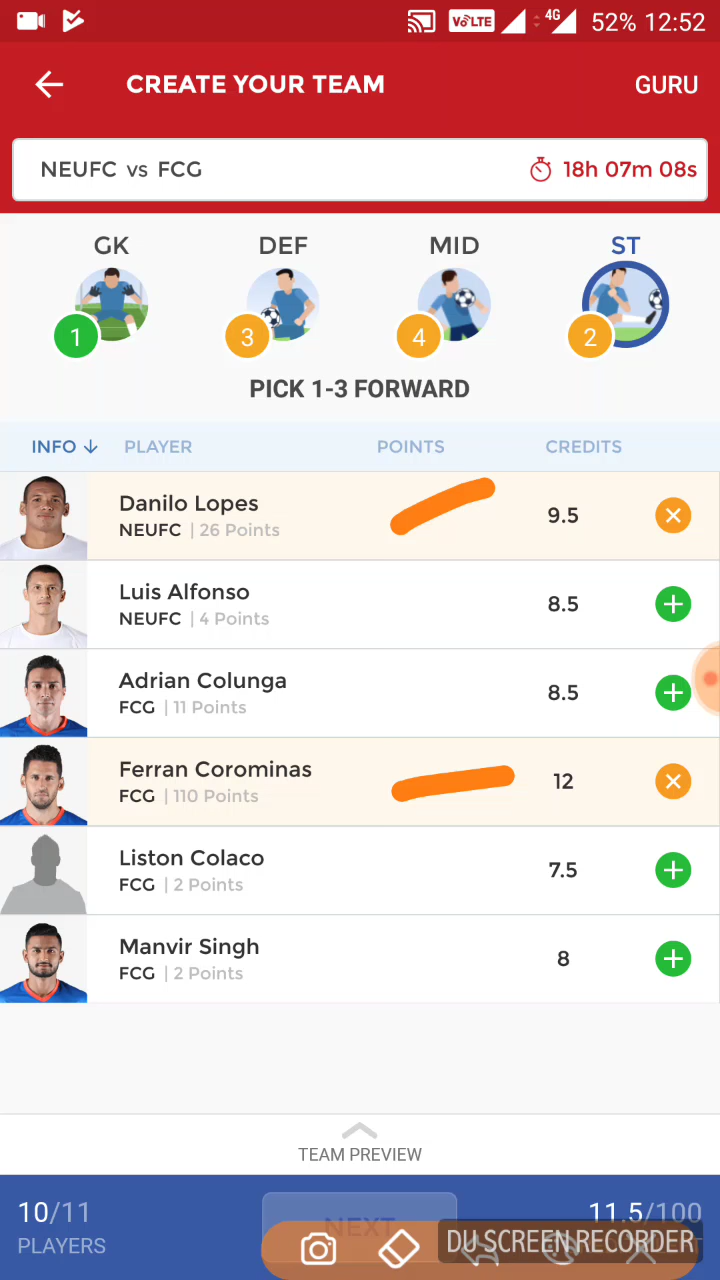 VoLTE 4G 52% 12:52
CREATE YOUR TEAM GURU
NEUFC vs FCG 18h 07m 08s
GK DEF MID ST
1 3 4 2
PICK 1-3 FORWARD
INFO PLAYER POINTS CREDITS
Danilo Lopes
NEUFC | 26 Points 9.5
Luis Alfonso
NEUFC | 4 Points 8.5
Adrian Colunga
FCG | 11 Points 8.5
Ferran Corominas
FCG | 110 Points 12
Liston Colaco
FCG | 2 Points 7.5
Manvir Singh
FCG | 2 Points 8
TEAM PREVIEW
10/11 NEXT 11.5/100
PLAYERS DU SCREEN RECORDER